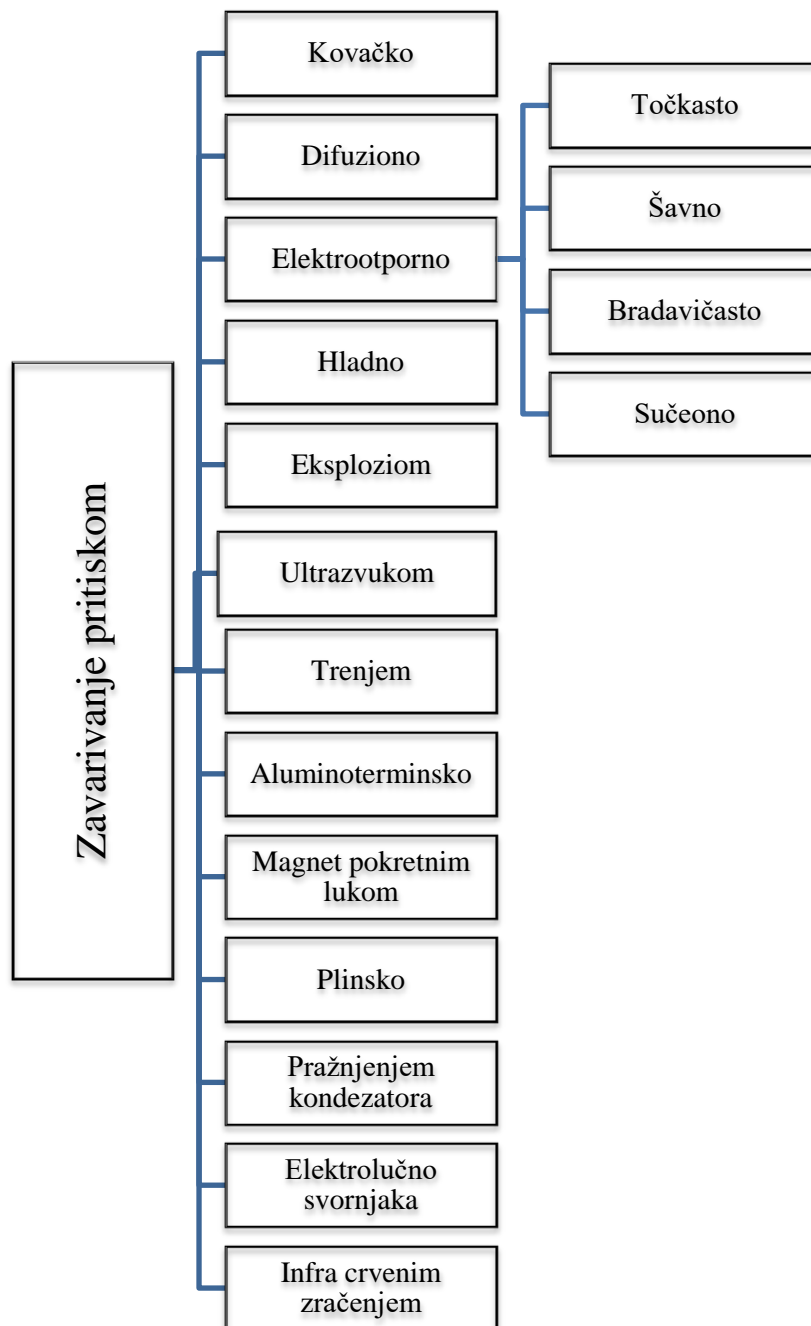 Zavarivanje pritiskom
Kovačko
Difuziono
Elektrootporno
Točkasto
Šavno
Bradavičasto
Sučeono
Hladno
Eksploziom
Ultrazvukom
Trenjem
Aluminoterminsko
Magnet pokretnim
lukom
Plinsko
Pražnjenjem
kondezatora
Elektrolučno
svornjaka
Infra crvenim
zračenjem